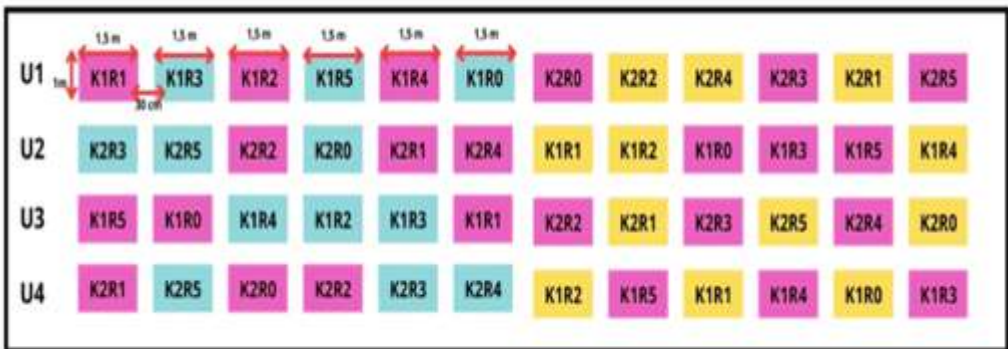 1,5 m 1,5 m 1,5 m 1,5 m 1,5 m 1,5 m
U1 1m K1R1 K1R3 K1R2 K1R5 K1R4 K1R0 K2R0 K2R2 K2R4 K2R3 K2R1 K2R5
30 cm
U2 K2R3 K2R5 K2R2 K2R0 K2R1 K2R4 K1R1 K1R2 K1R0 K1R3 K1R5 K1R4
U3 K1R5 K1R0 K1R4 K1R2 K1R3 K1R1 K2R2 K2R1 K2R3 K2R5 K2R4 K2R0
U4 K2R1 K2R5 K2R0 K2R2 K2R3 K2R4 K1R2 K1R5 K1R1 K1R4 K1R0 K1R3